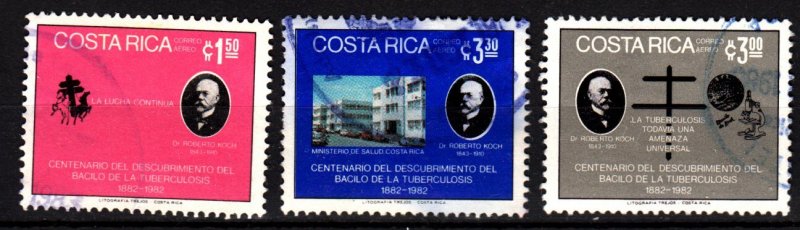 COSTA RICA
CORREO
AEREO
₡1.50
LA LUCHA CONTINUA
Dr. ROBERTO KOCH
1843-1910
CENTENARIO DEL DESCUBRIMIENTO DEL
BACILO DE LA TUBERCULOSIS
1882-1982
LITOGRAFIA TREJOS COSTA RICA
COSTA RICA
CORREO
AEREO
₡3.30
MINISTERIO DE SALUD, COSTA RICA
Dr. ROBERTO KOCH
1843-1910
CENTENARIO DEL DESCUBRIMIENTO DEL
BACILO DE LA TUBERCULOSIS
1882-1982
LITOGRAFIA TREJOS COSTA RICA
COSTA RICA
CORREO
AEREO
₡3.00
Dr. ROBERTO KOCH
1843-1910
LA TUBERCULOSIS
TODAVIA UNA
AMENAZA
UNIVERSAL
CENTENARIO DEL DESCUBRIMIENTO DEL
BACILO DE LA TUBERCULOSIS
1882-1982
LITOGRAFIA TREJOS COSTA RICA